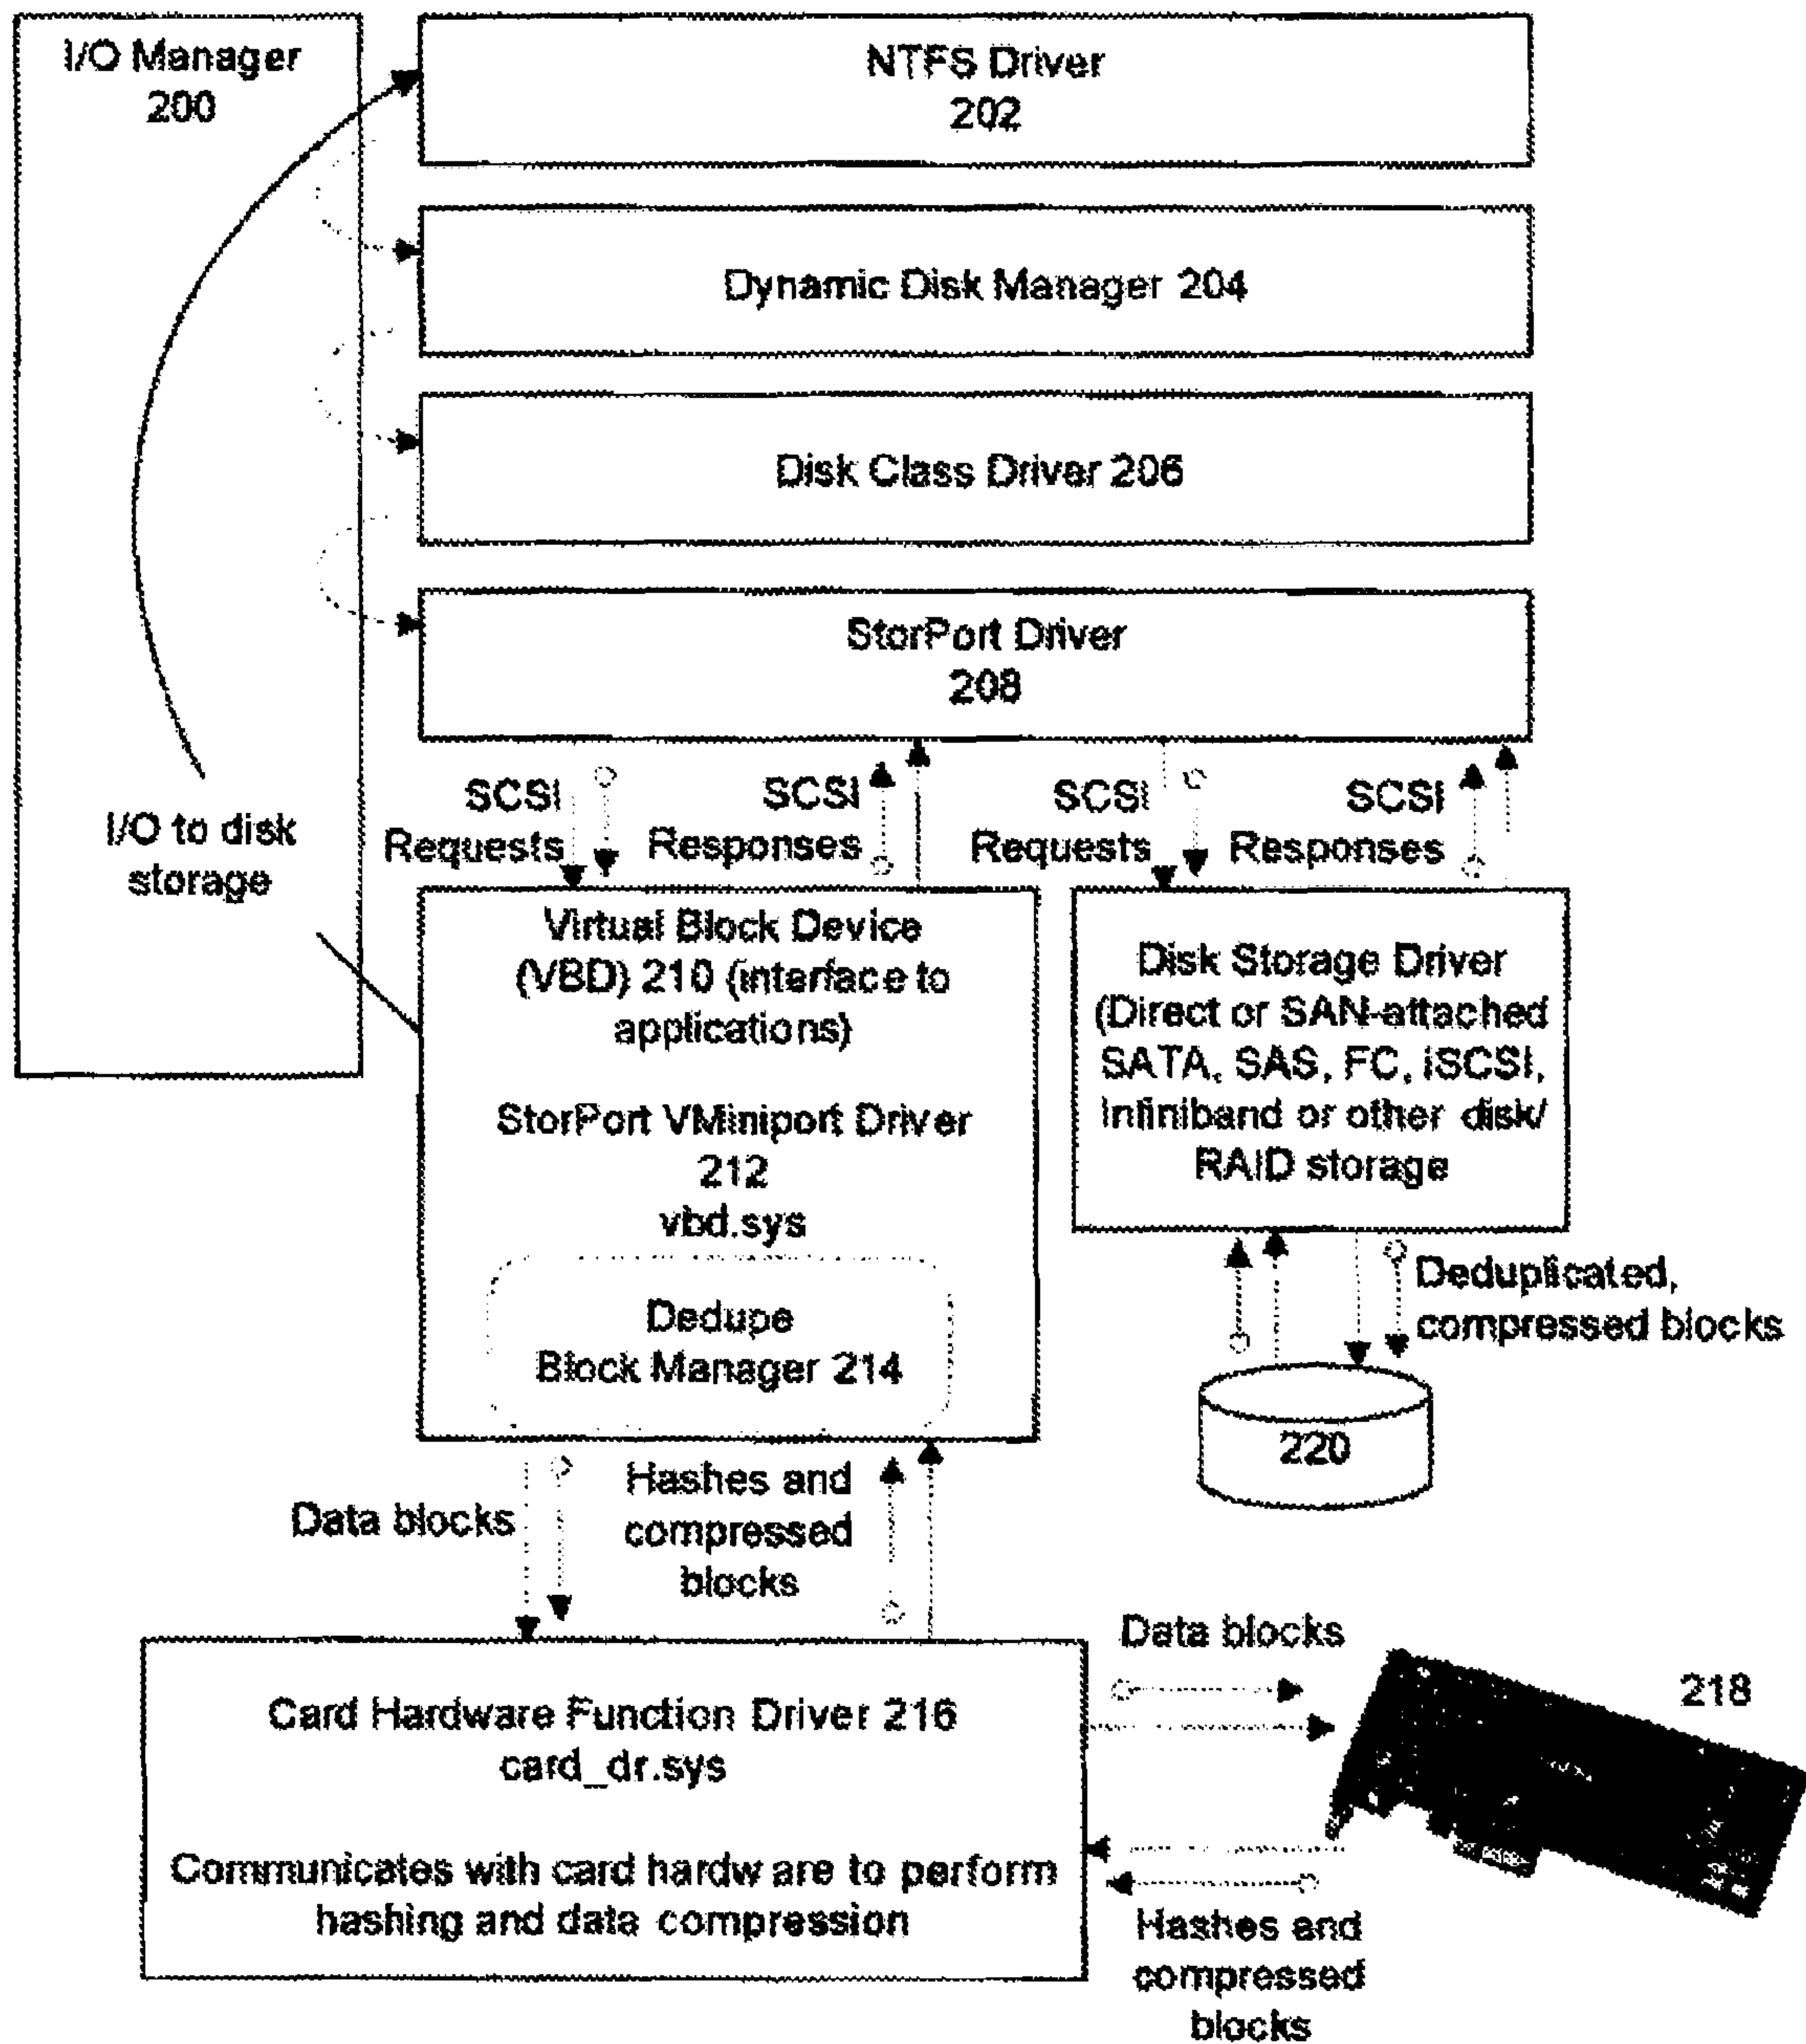 I/O Manager
200
NTFS Driver
202
Dynamic Disk Manager 204
Disk Class Driver 206
StorPort Driver
208
I/O to disk
storage
SCSI
Requests
SCSI
Responses
SCSI
Requests
SCSI
Responses
Virtual Block Device
(VBD) 210 (interface to
applications)
StorPort VMiniport Driver
212
vbd.sys
Dedupe
Block Manager 214
Disk Storage Driver
(Direct or SAN-attached
SATA, SAS, FC, iSCSI,
Infiniband or other disk/
RAID storage
Deduplicated,
compressed blocks
220
Data blocks
Hashes and
compressed
blocks
Card Hardware Function Driver 216
card_dr.sys
Communicates with card hardware to perform
hashing and data compression
Data blocks
218
Hashes and
compressed
blocks